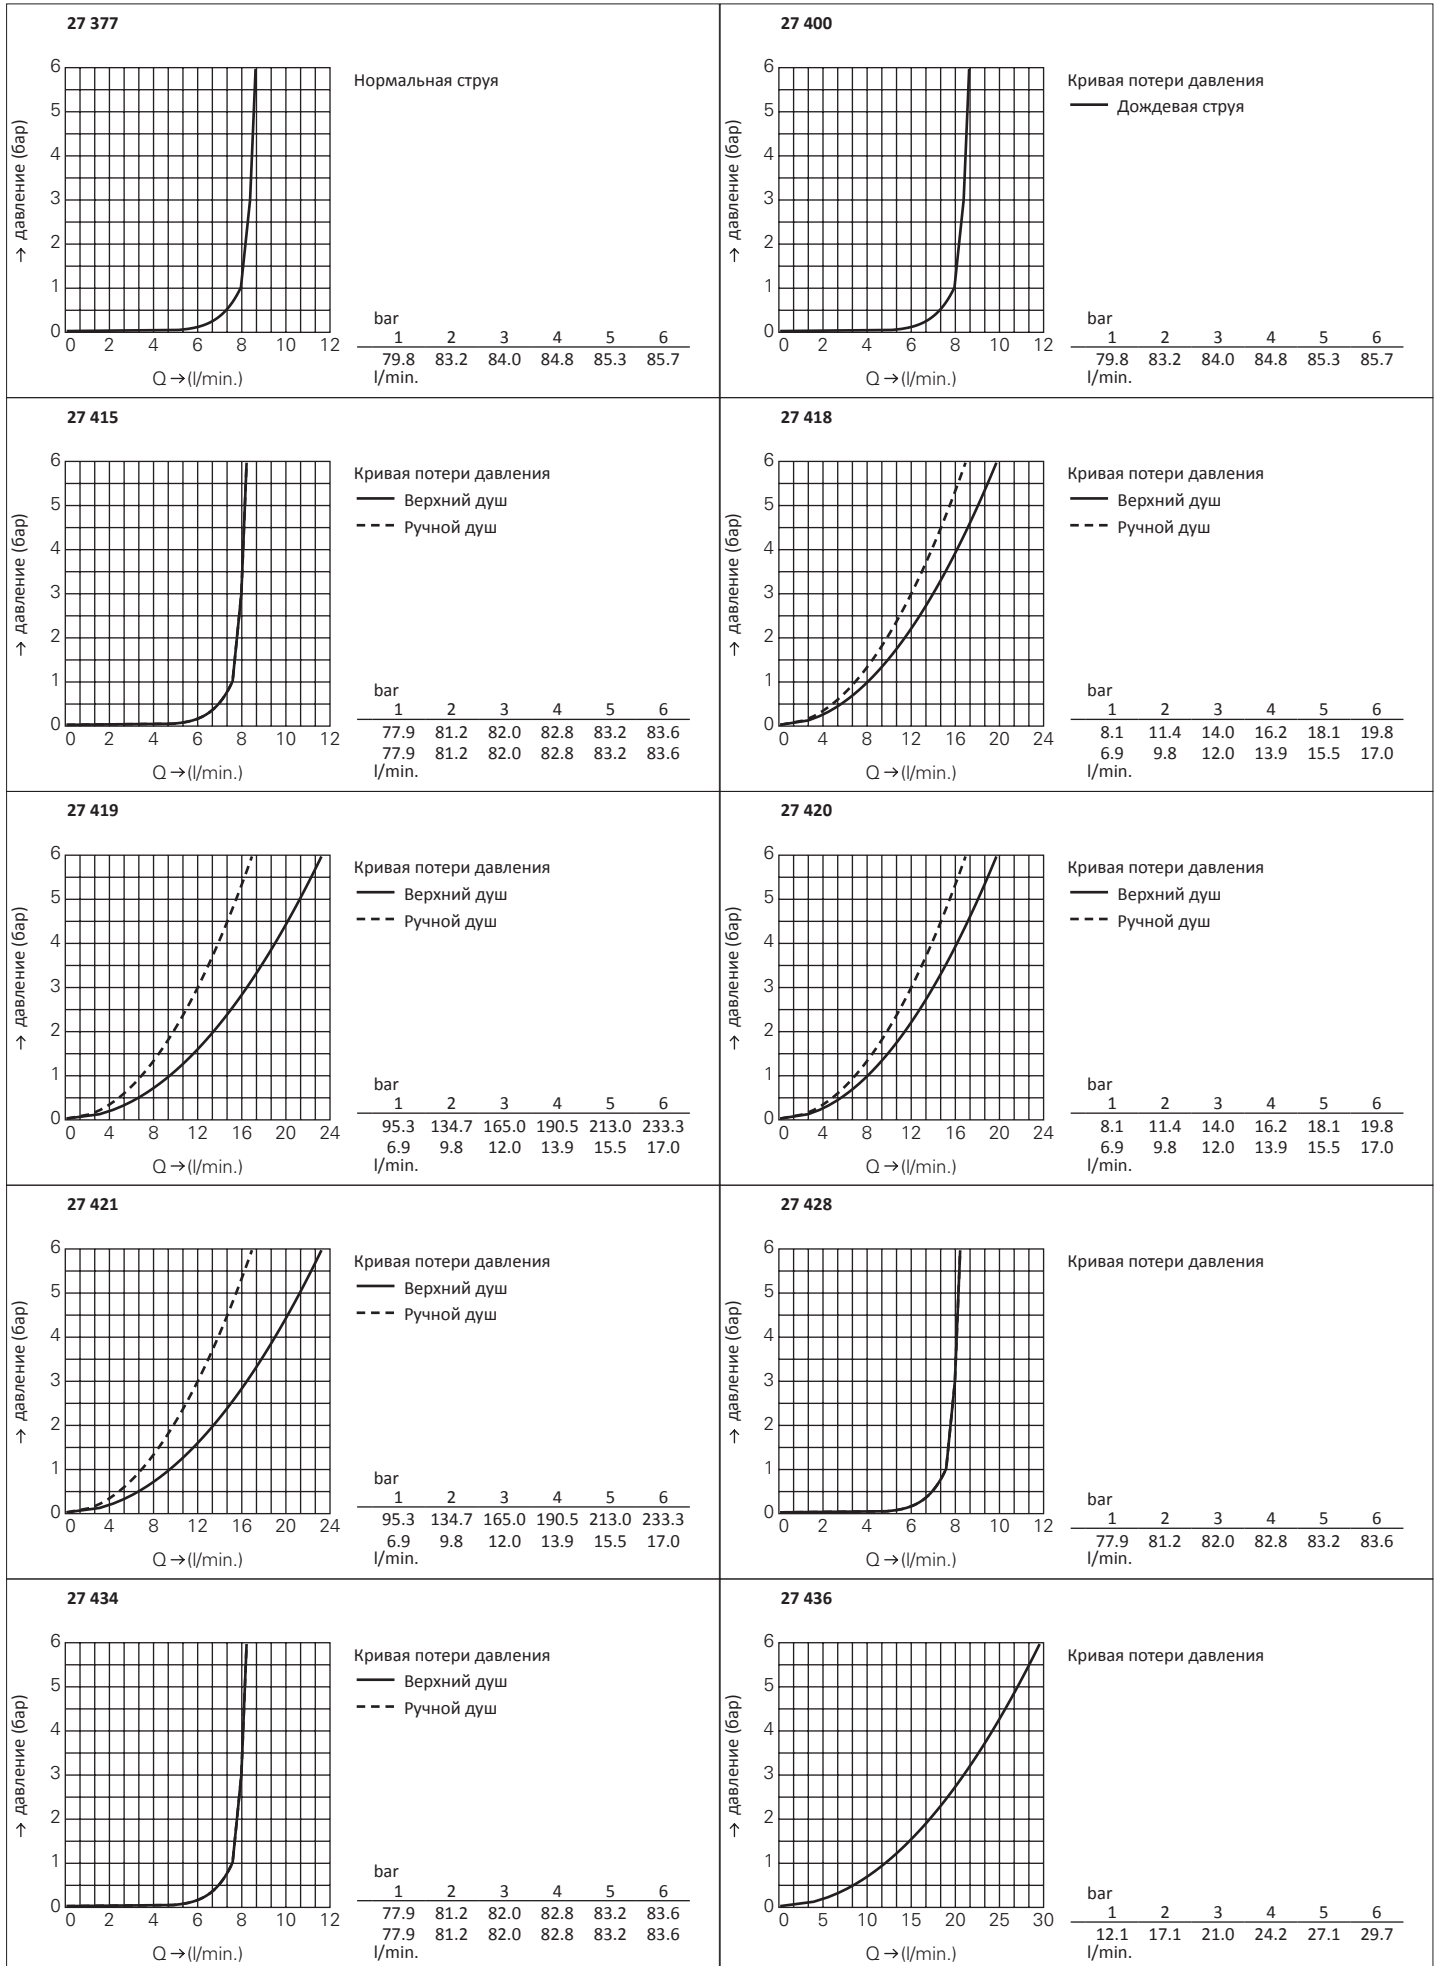 27 377
6
5
4
3
2
1
0
0 2 4 6 8 10 12
→ давление (бар)
Q →(l/min.)
Нормальная струя
bar
1 2 3 4 5 6
79.8 83.2 84.0 84.8 85.3 85.7
l/min.
27 400
6
5
4
3
2
1
0
0 2 4 6 8 10 12
→ давление (бар)
Q →(l/min.)
Кривая потери давления
Дождевая струя
bar
1 2 3 4 5 6
79.8 83.2 84.0 84.8 85.3 85.7
l/min.
27 415
6
5
4
3
2
1
0
0 2 4 6 8 10 12
→ давление (бар)
Q →(l/min.)
Кривая потери давления
Верхний душ
Ручной душ
bar
1 2 3 4 5 6
77.9 81.2 82.0 82.8 83.2 83.6
77.9 81.2 82.0 82.8 83.2 83.6
l/min.
27 418
6
5
4
3
2
1
0
0 4 8 12 16 20 24
→ давление (бар)
Q →(l/min.)
Кривая потери давления
Верхний душ
Ручной душ
bar
1 2 3 4 5 6
8.1 11.4 14.0 16.2 18.1 19.8
6.9 9.8 12.0 13.9 15.5 17.0
l/min.
27 419
6
5
4
3
2
1
0
0 4 8 12 16 20 24
→ давление (бар)
Q →(l/min.)
Кривая потери давления
Верхний душ
Ручной душ
bar
1 2 3 4 5 6
95.3 134.7 165.0 190.5 213.0 233.3
6.9 9.8 12.0 13.9 15.5 17.0
l/min.
27 420
6
5
4
3
2
1
0
0 4 8 12 16 20 24
→ давление (бар)
Q →(l/min.)
Кривая потери давления
Верхний душ
Ручной душ
bar
1 2 3 4 5 6
8.1 11.4 14.0 16.2 18.1 19.8
6.9 9.8 12.0 13.9 15.5 17.0
l/min.
27 421
6
5
4
3
2
1
0
0 4 8 12 16 20 24
→ давление (бар)
Q →(l/min.)
Кривая потери давления
Верхний душ
Ручной душ
bar
1 2 3 4 5 6
95.3 134.7 165.0 190.5 213.0 233.3
6.9 9.8 12.0 13.9 15.5 17.0
l/min.
27 428
6
5
4
3
2
1
0
0 2 4 6 8 10 12
→ давление (бар)
Q →(l/min.)
Кривая потери давления
bar
1 2 3 4 5 6
77.9 81.2 82.0 82.8 83.2 83.6
l/min.
27 434
6
5
4
3
2
1
0
0 2 4 6 8 10 12
→ давление (бар)
Q →(l/min.)
Кривая потери давления
Верхний душ
Ручной душ
bar
1 2 3 4 5 6
77.9 81.2 82.0 82.8 83.2 83.6
77.9 81.2 82.0 82.8 83.2 83.6
l/min.
27 436
6
5
4
3
2
1
0
0 5 10 15 20 25 30
→ давление (бар)
Q →(l/min.)
Кривая потери давления
bar
1 2 3 4 5 6
12.1 17.1 21.0 24.2 27.1 29.7
l/min.